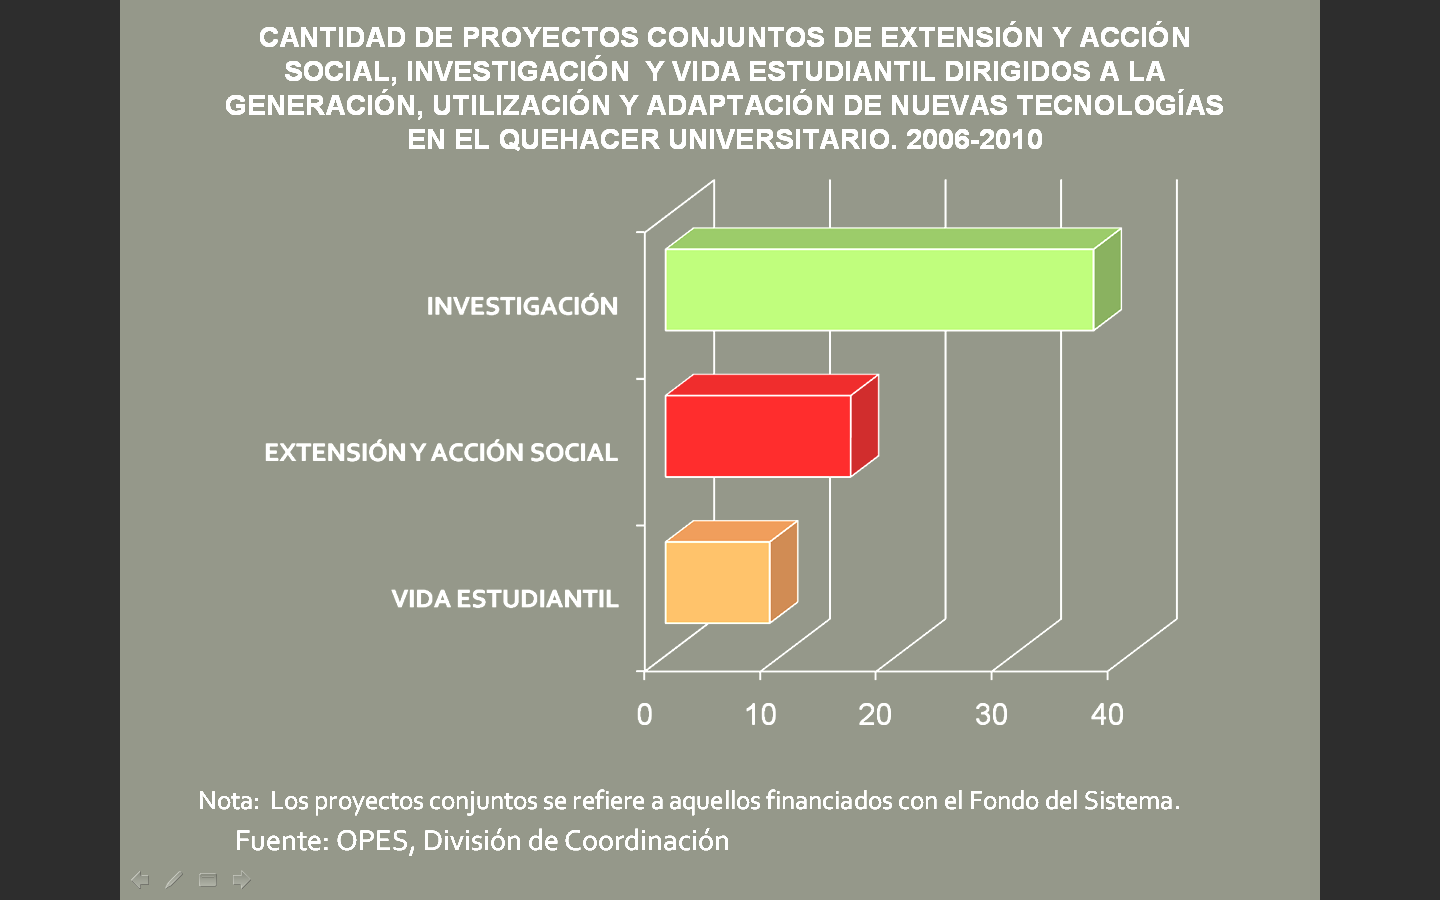 CANTIDAD DE PROYECTOS CONJUNTOS DE EXTENSIÓN Y ACCIÓN
SOCIAL, INVESTIGACIÓN  Y VIDA ESTUDIANTIL DIRIGIDOS A LA
GENERACIÓN, UTILIZACIÓN Y ADAPTACIÓN DE NUEVAS TECNOLOGÍAS
EN EL QUEHACER UNIVERSITARIO. 2006-2010
INVESTIGACIÓN
EXTENSIÓN Y ACCIÓN SOCIAL
VIDA ESTUDIANTIL
0 10 20 30 40
Nota:  Los proyectos conjuntos se refiere a aquellos financiados con el Fondo del Sistema.
Fuente: OPES, División de Coordinación